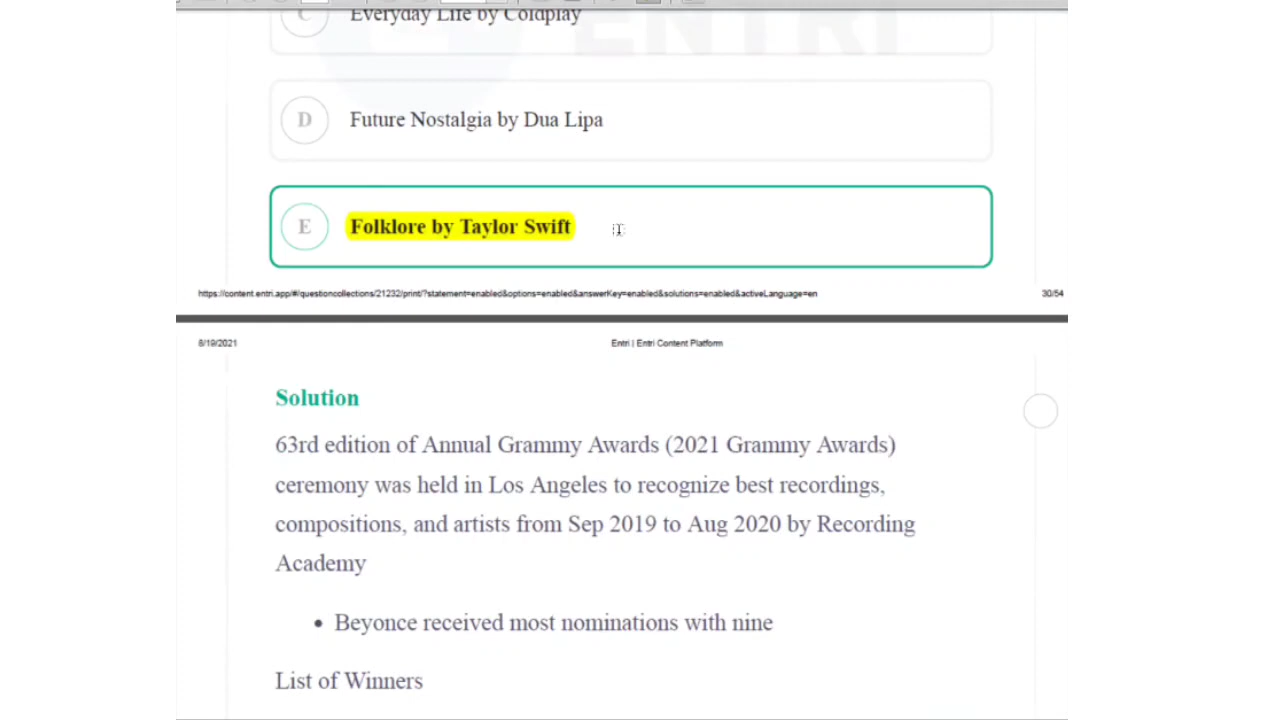 C Everyday Life by Coldplay
ENTRI
D Future Nostalgia by Dua Lipa
E Folklore by Taylor Swift
https://content.entri.app/#/questioncollections/21232/print/?statement=enabled&options=enabled&answerKey=enabled&solutions=enabled&activeLanguage=en 30/54
8/19/2021 Entri | Entri Content Platform
Solution
63rd edition of Annual Grammy Awards (2021 Grammy Awards)
ceremony was held in Los Angeles to recognize best recordings,
compositions, and artists from Sep 2019 to Aug 2020 by Recording
Academy
• Beyonce received most nominations with nine
List of Winners